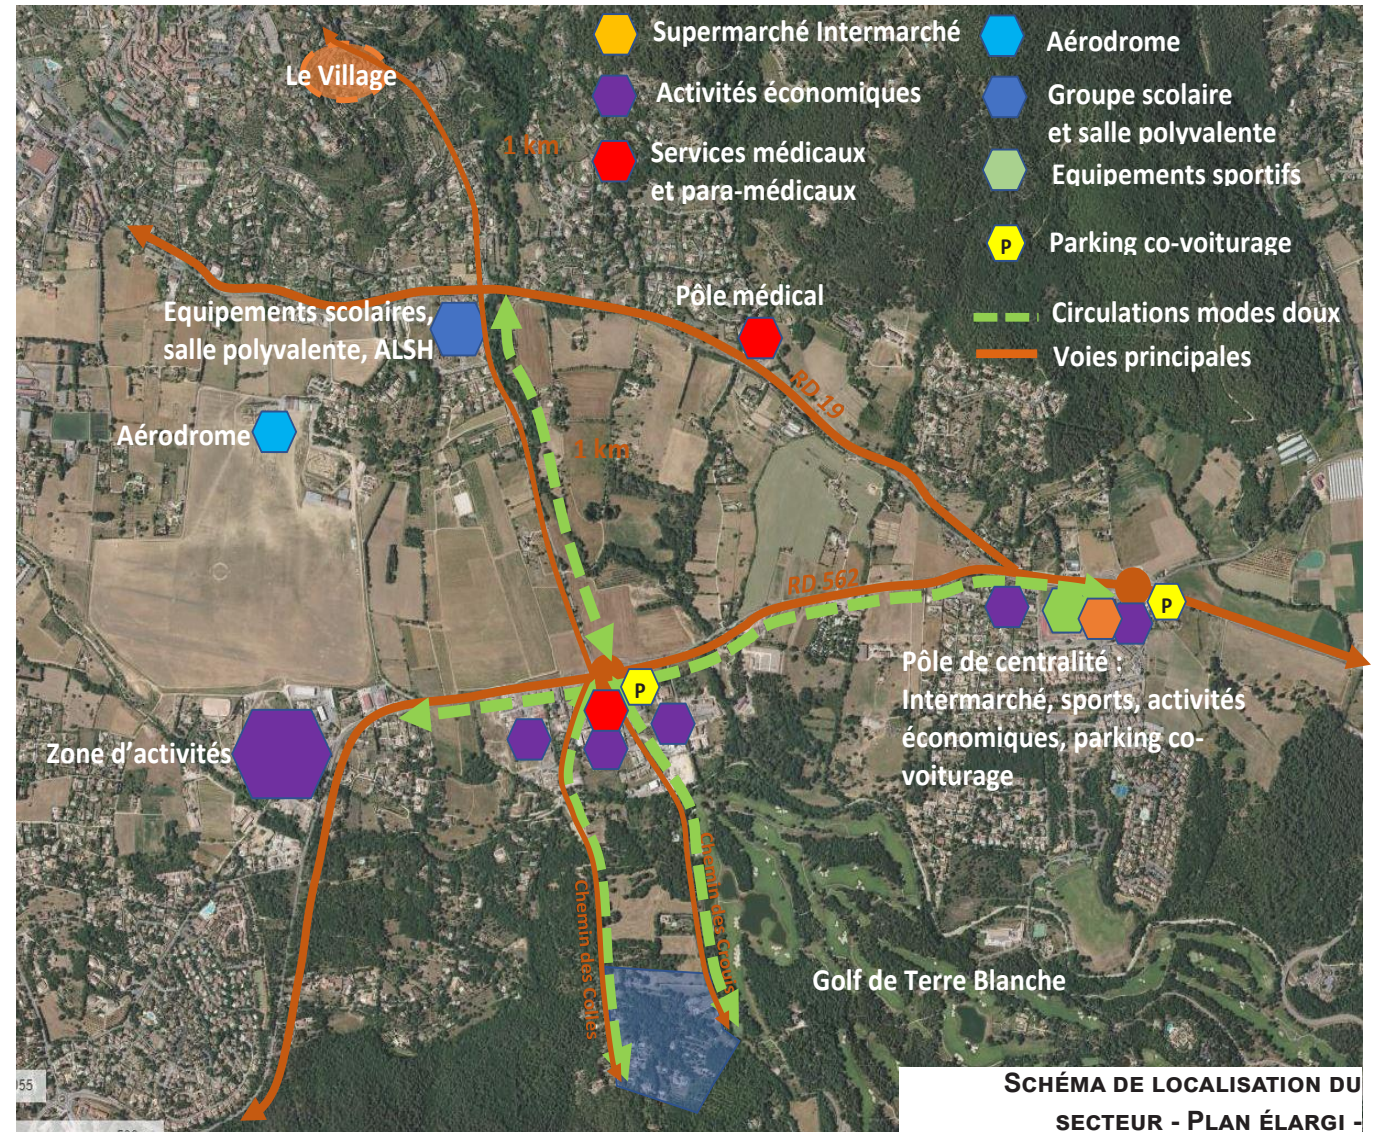 Supermarché Intermarché
Aérodrome
Le Village
Activités économiques
Groupe scolaire
et salle polyvalente
1 km
Services médicaux
et para-médicaux
Equipements sportifs
P
Parking co-voiturage
Pôle médical
Equipements scolaires,
salle polyvalente, ALSH
Circulations modes doux
Voies principales
RD 19
Aérodrome
1 km
RD 562
P
P
Pôle de centralité :
Intermarché, sports, activités
économiques, parking co-
voiturage
Zone d'activités
Chemin des Colles
Chemin des Crouis
Golf de Terre Blanche
SCHÉMA DE LOCALISATION DU
SECTEUR - PLAN ÉLARGI -